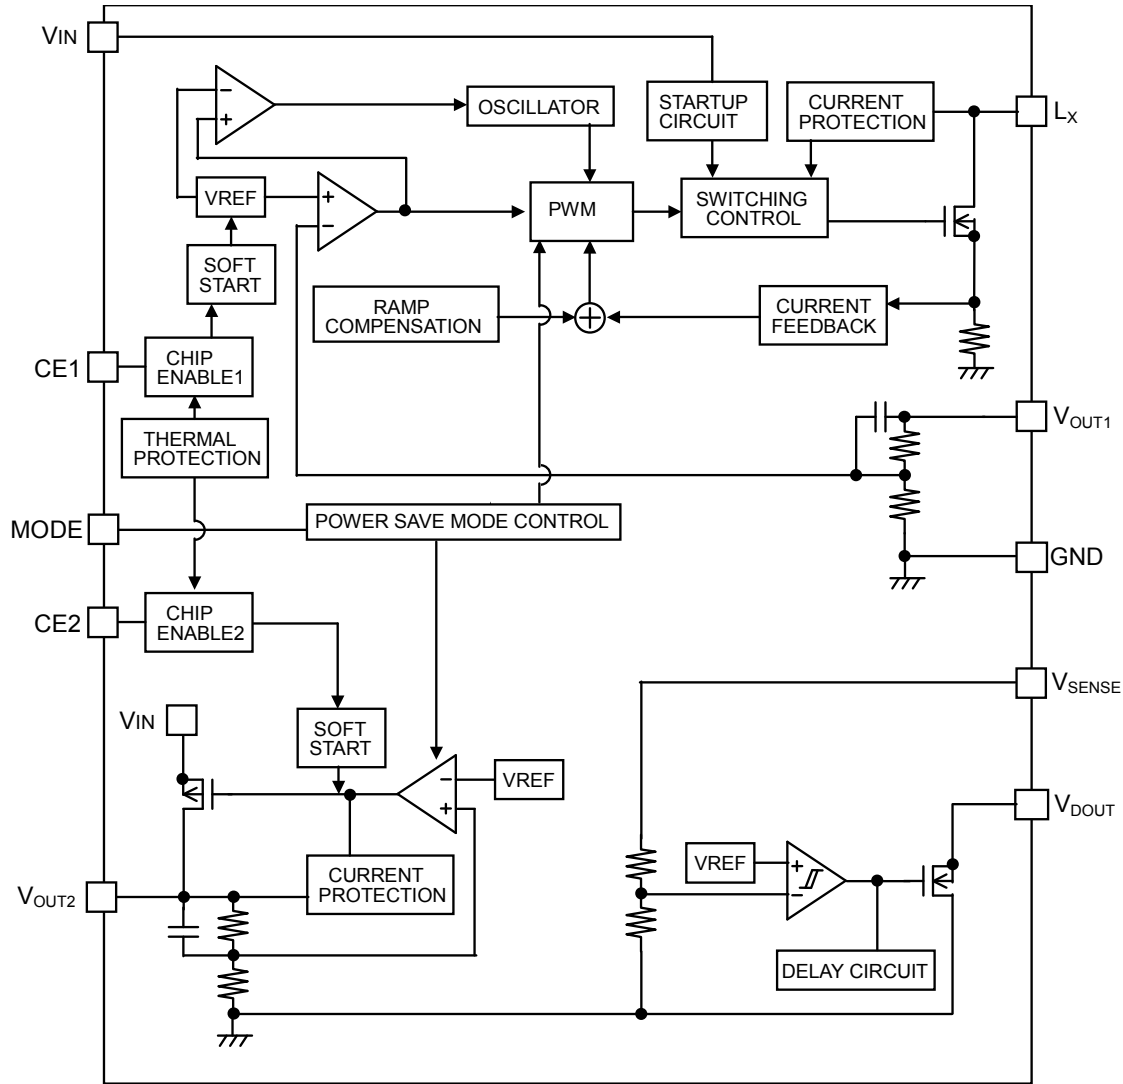 VIN
OSCILLATOR
STARTUP
CIRCUIT
CURRENT
PROTECTION
LX
-
+
VREF
+
-
PWM
SWITCHING
CONTROL
SOFT
START
RAMP
COMPENSATION
+
CURRENT
FEEDBACK
CE1
CHIP
ENABLE1
VOUT1
THERMAL
PROTECTION
MODE
POWER SAVE MODE CONTROL
GND
CE2
CHIP
ENABLE2
VSENSE
VIN
SOFT
START
-
+
VREF
VDOUT
VREF
+
-
VOUT2
CURRENT
PROTECTION
DELAY CIRCUIT